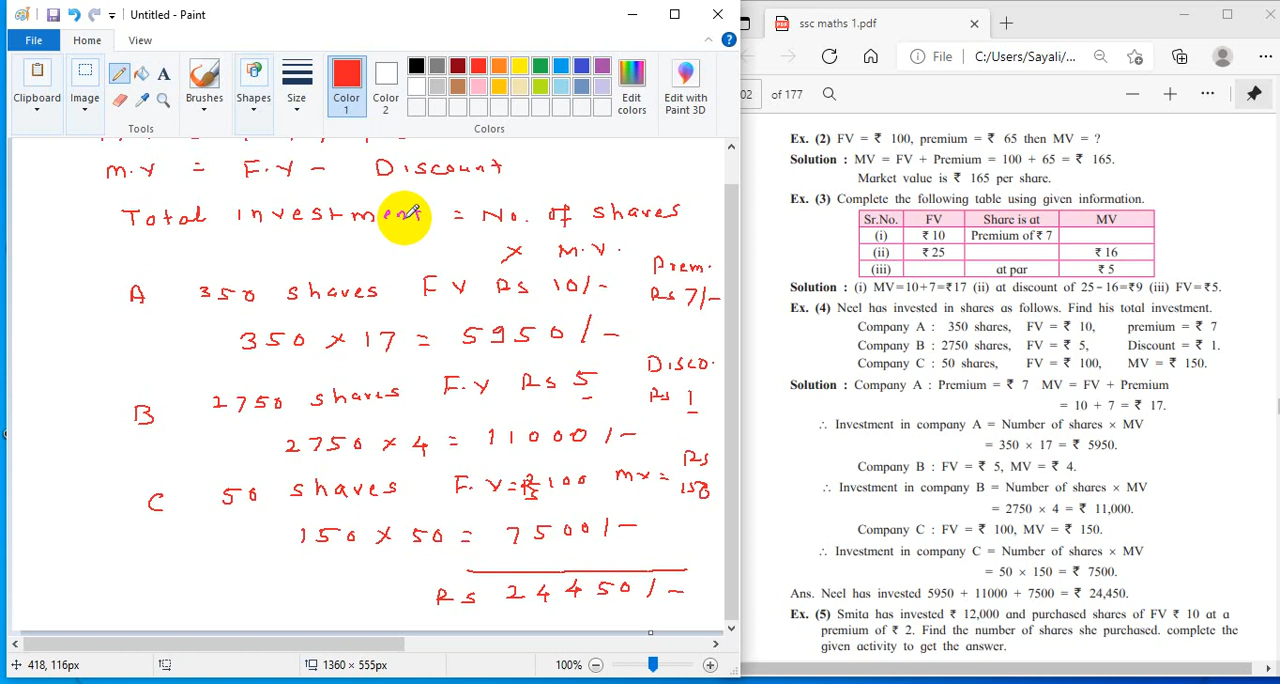 Untitled - Paint
File
Home
View
Clipboard
Image
Tools
Brushes
Shapes
Size
Color 1
Color 2
Edit colors
Edit with Paint 3D
Colors
M.V = F.V - Discount
Total investment = No. of shares
× M.V.
A 350 shares F V Rs 10/- Prem. Rs 7/-
350 × 17 = 5950/-
B 2750 shares F.V Rs 5 Disco. Rs 1
2750 × 4 = 11000/-
C 50 shares F.V = Rs 100 MV = Rs 150
150 × 50 = 7500/-
Rs 24450/-
418, 116px
1360 × 555px
100%
ssc maths 1.pdf
File
C:/Users/Sayali/...
02
of 177
Ex. (2) FV = ₹ 100, premium = ₹ 65 then MV = ?
Solution : MV = FV + Premium = 100 + 65 = ₹ 165.
Market value is ₹ 165 per share.
Ex. (3) Complete the following table using given information.
Sr.No. FV Share is at MV
(i) ₹ 10 Premium of ₹ 7
(ii) ₹ 25 ₹ 16
(iii) at par ₹ 5
Solution : (i) MV=10+7=₹17 (ii) at discount of 25-16=₹9 (iii) FV=₹5.
Ex. (4) Neel has invested in shares as follows. Find his total investment.
Company A : 350 shares, FV = ₹ 10, premium = ₹ 7
Company B : 2750 shares, FV = ₹ 5, Discount = ₹ 1.
Company C : 50 shares, FV = ₹ 100, MV = ₹ 150.
Solution : Company A : Premium = ₹ 7 MV = FV + Premium
= 10 + 7 = ₹ 17.
∴ Investment in company A = Number of shares × MV
= 350 × 17 = ₹ 5950.
Company B : FV = ₹ 5, MV = ₹ 4.
∴ Investment in company B = Number of shares × MV
= 2750 × 4 = ₹ 11,000.
Company C : FV = ₹ 100, MV = ₹ 150.
∴ Investment in company C = Number of shares × MV
= 50 × 150 = ₹ 7500.
Ans. Neel has invested 5950 + 11000 + 7500 = ₹ 24,450.
Ex. (5) Smita has invested ₹ 12,000 and purchased shares of FV ₹ 10 at a
premium of ₹ 2. Find the number of shares she purchased. complete the
given activity to get the answer.